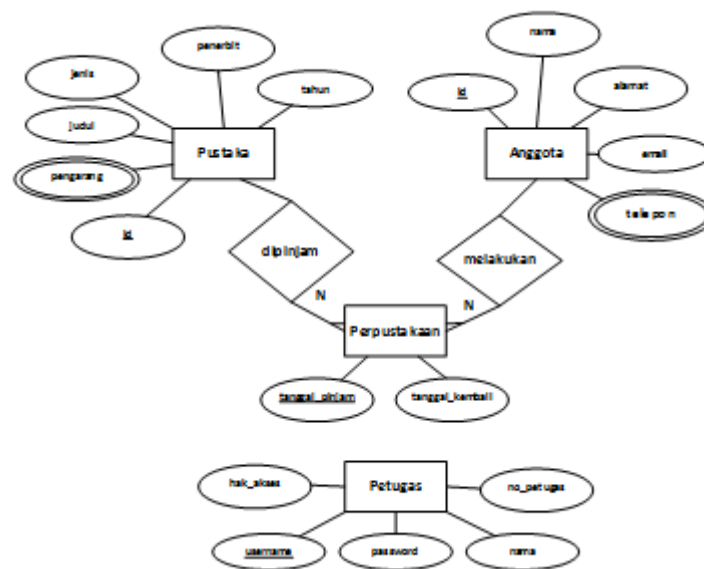 nama
penerbit
jenis
alamat
id
tahun
judul
Pustaka
Anggota
email
pengarang
telepon
id
dipinjam
melakukan
N
N
Perpustakaan
tanggal_pinjam
tanggal_kembali
hak_akses
Petugas
no_petugas
username
password
nama